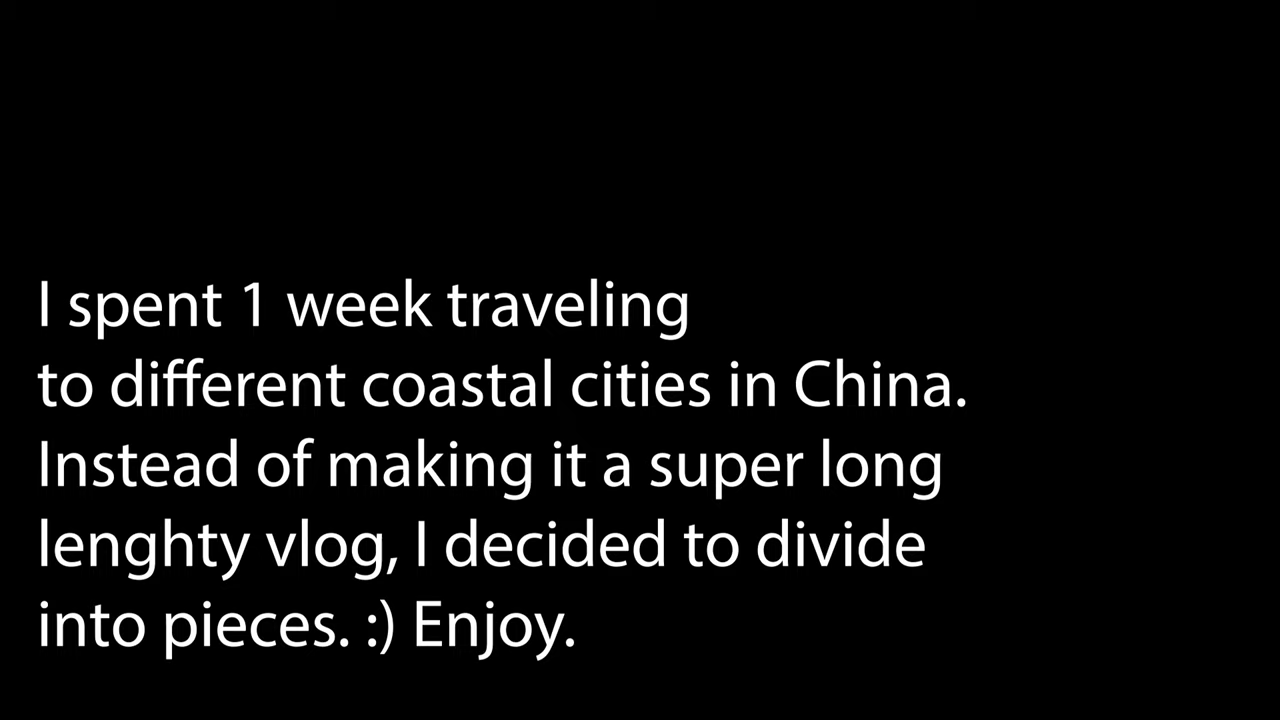 I spent 1 week traveling
to different coastal cities in China.
Instead of making it a super long
lenghty vlog, I decided to divide
into pieces. :) Enjoy.